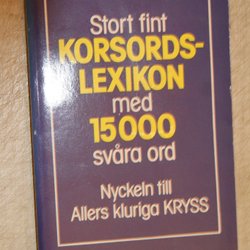 Stort fint
KORSORDS-
LEXIKON
med
15000
svåra ord
Nyckeln till
Allers kluriga KRYSS